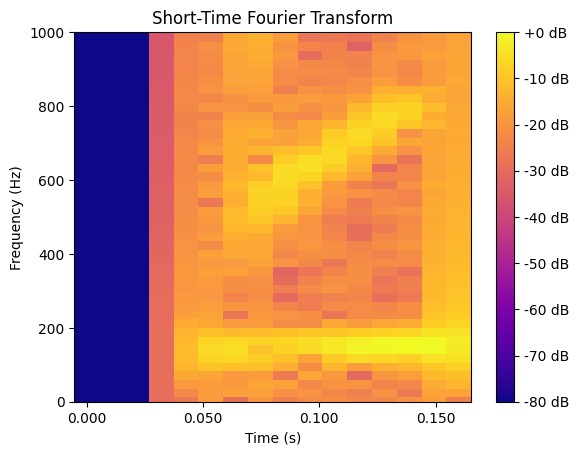 Short-Time Fourier Transform
Frequency (Hz)
1000
800
600
400
200
0
0.000
0.050
0.100
0.150
Time (s)
+0 dB
-10 dB
-20 dB
-30 dB
-40 dB
-50 dB
-60 dB
-70 dB
-80 dB